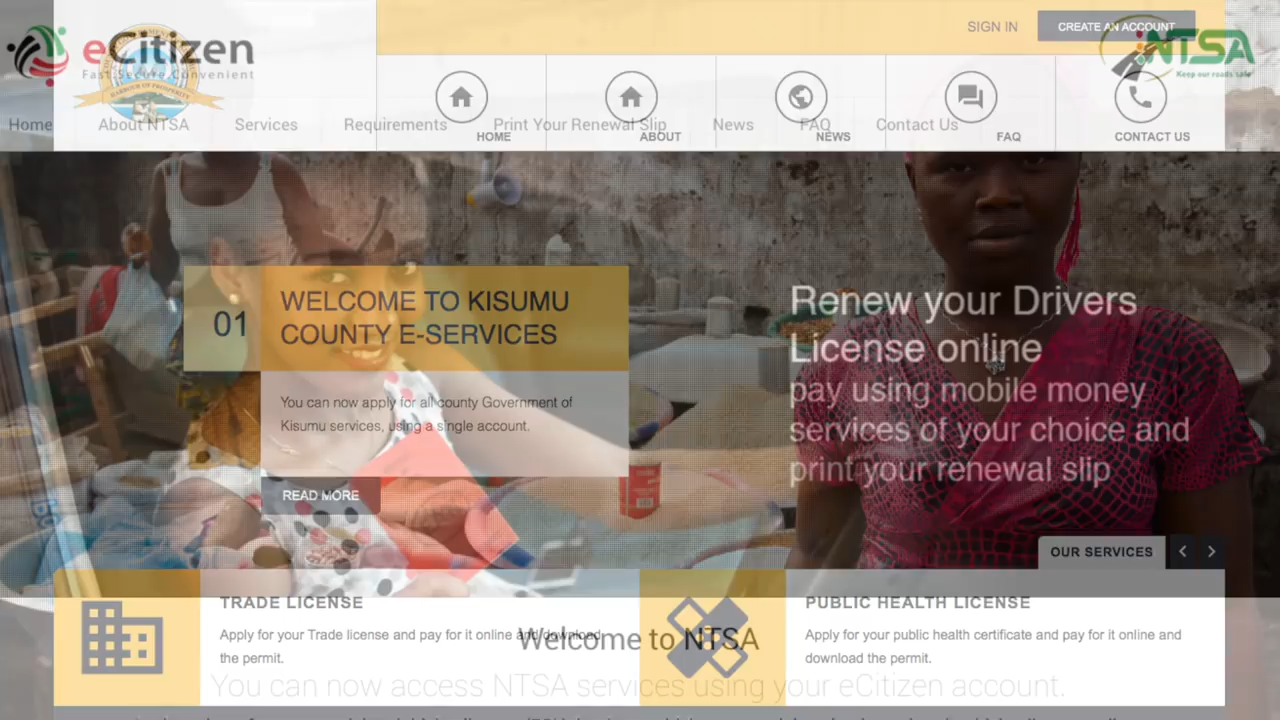 SIGN IN
CREATE AN ACCOUNT
eCitizen
Fast. Secure. Convenient
HARBOUR OF PROSPERITY
NTSA
Keep our roads safe
Home
About NTSA
Services
Requirements
Print Your Renewal Slip
News
FAQ
Contact Us
HOME
ABOUT
NEWS
FAQ
CONTACT US
01
WELCOME TO KISUMU
COUNTY E-SERVICES
You can now apply for all county Government of
Kisumu services, using a single account.
READ MORE
Renew your Drivers
License online
pay using mobile money
services of your choice and
print your renewal slip
OUR SERVICES
TRADE LICENSE
Apply for your Trade license and pay for it online and download
the permit.
PUBLIC HEALTH LICENSE
Apply for your public health certificate and pay for it online and
download the permit.
Welcome to NTSA
You can now access NTSA services using your eCitizen account.